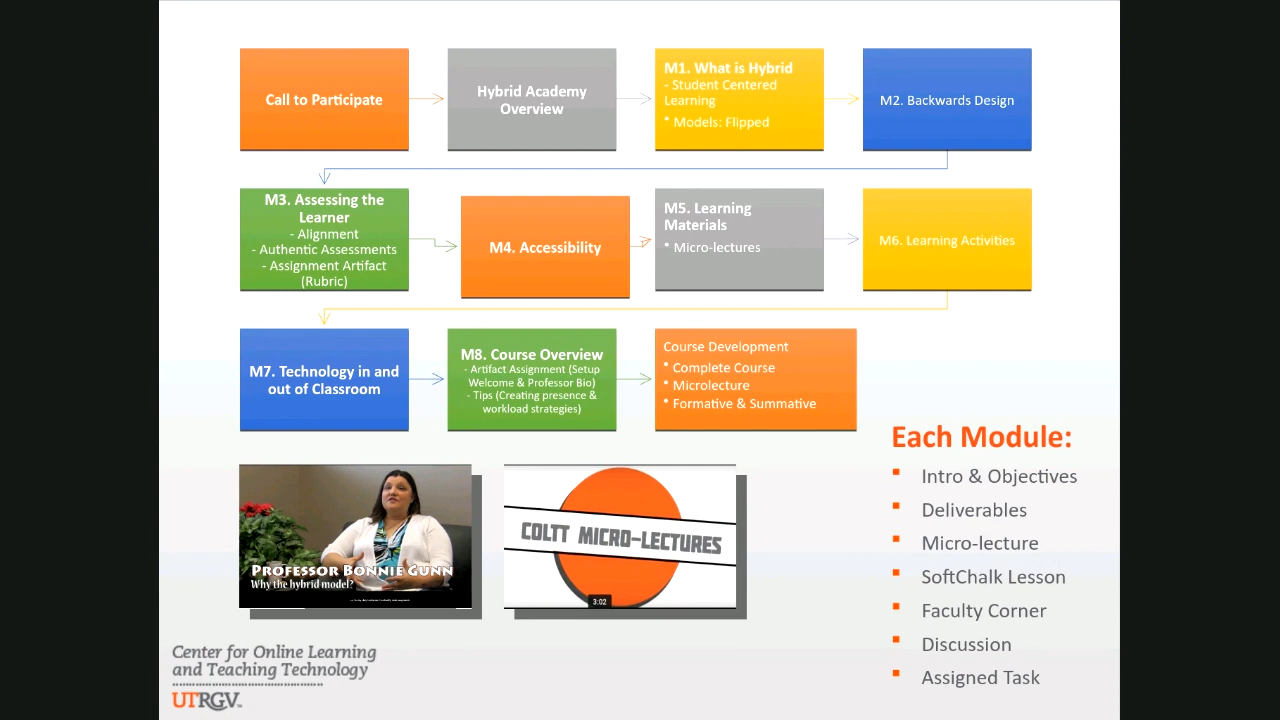 Call to Participate
Hybrid Academy
Overview
M1. What is Hybrid
- Student Centered
Learning
* Models: Flipped
M2. Backwards Design
M3. Assessing the
Learner
- Alignment
- Authentic Assessments
- Assignment Artifact
(Rubric)
M4. Accessibility
M5. Learning
Materials
* Micro-lectures
M6. Learning Activities
M7. Technology in and
out of Classroom
M8. Course Overview
- Artifact Assignment (Setup
Welcome & Professor Bio)
- Tips (Creating presence &
workload strategies)
Course Development
* Complete Course
* Microlecture
* Formative & Summative
Each Module:
Intro & Objectives
Deliverables
Micro-lecture
SoftChalk Lesson
Faculty Corner
Discussion
Assigned Task
PROFESSOR BONNIE GUNN
Why the hybrid model?
COLTT MICRO-LECTURES
3:02
Center for Online Learning
and Teaching Technology
UTRGV